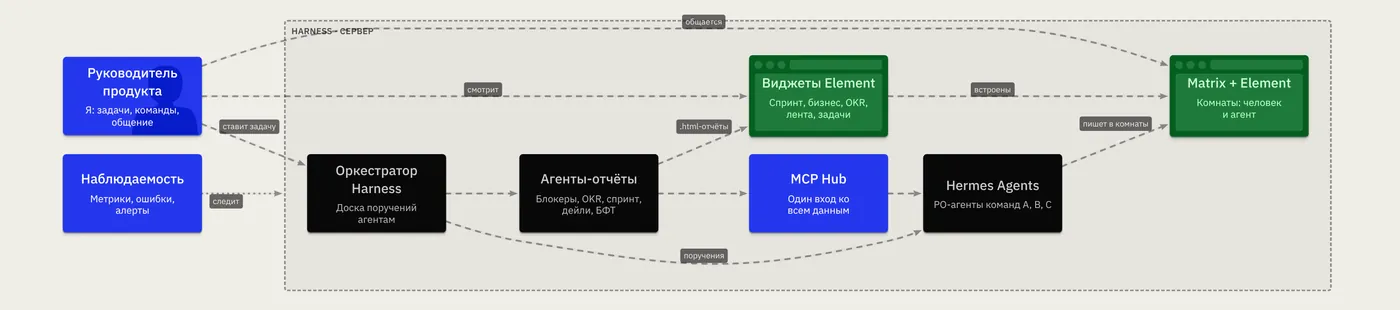 общается
HARNESS · СЕРВЕР
Руководитель
продукта
Я: задачи, команды,
общение
смотрит
Виджеты Element
Спринт, бизнес, OKR,
лента, задачи
встроены
Matrix + Element
Комнаты: человек
и агент
ставит задачу
.html-отчёты
пишет в комнаты
Наблюдаемость
Метрики, ошибки,
алерты
следит
Оркестратор
Harness
Доска поручений
агентам
Агенты-отчёты
Блокеры, OKR, спринт,
дейли, БФТ
MCP Hub
Один вход ко
всем данным
Hermes Agents
PO-агенты команд A, B, C
поручения